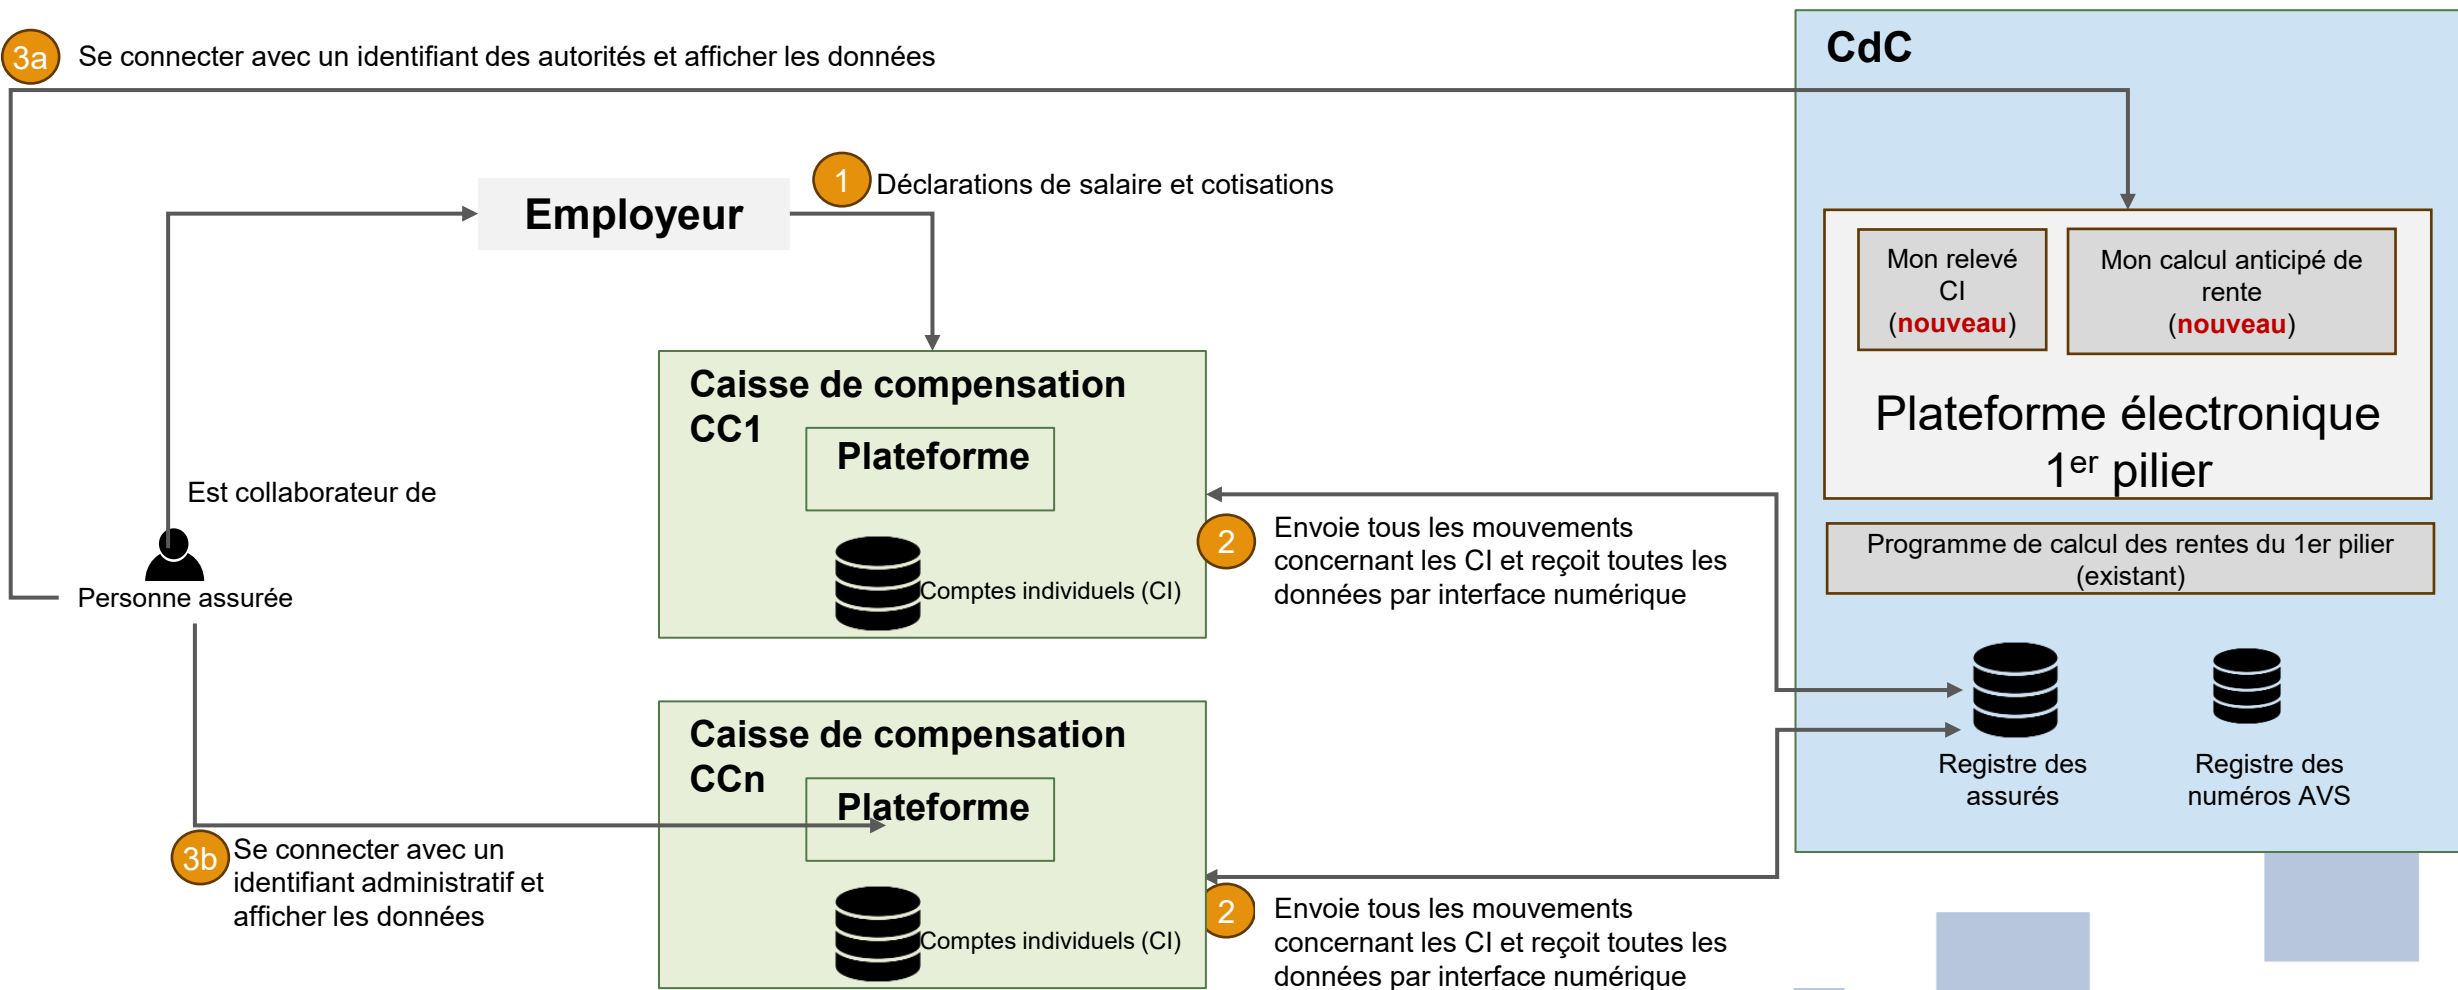 3a
Se connecter avec un identifiant des autorités et afficher les données
CdC
1
Déclarations de salaire et cotisations
Employeur
Mon relevé
CI
(nouveau)
Mon calcul anticipé de
rente
(nouveau)
Plateforme électronique
1er pilier
Caisse de compensation
CC1
Plateforme
Comptes individuels (CI)
Est collaborateur de
Personne assurée
2
Envoie tous les mouvements
concernant les CI et reçoit toutes les
données par interface numérique
Programme de calcul des rentes du 1er pilier
(existant)
Registre des
assurés
Registre des
numéros AVS
Caisse de compensation
CCn
Plateforme
Comptes individuels (CI)
3b
Se connecter avec un
identifiant administratif et
afficher les données
2
Envoie tous les mouvements
concernant les CI et reçoit toutes les
données par interface numérique